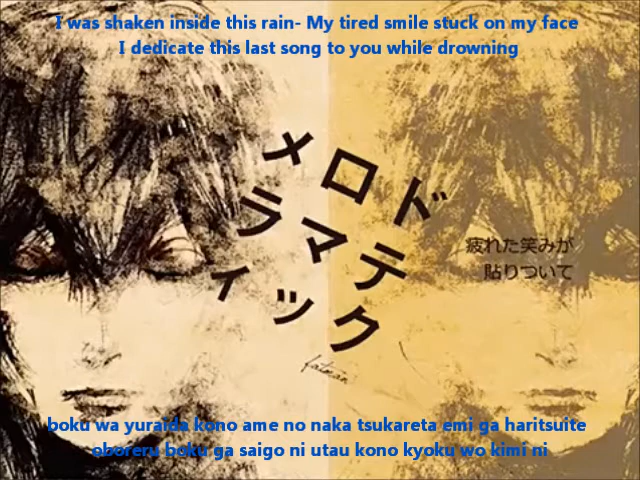 I was shaken inside this rain- My tired smile stuck on my face
I dedicate this last song to you while drowning
メロド
ラマテ
ィック
疲れた笑みが
貼りついて
boku wa yuraida kono ame no naka tsukareta emi ga haritsuite
oboreru boku ga saigo ni utau kono kyoku wo kimi ni